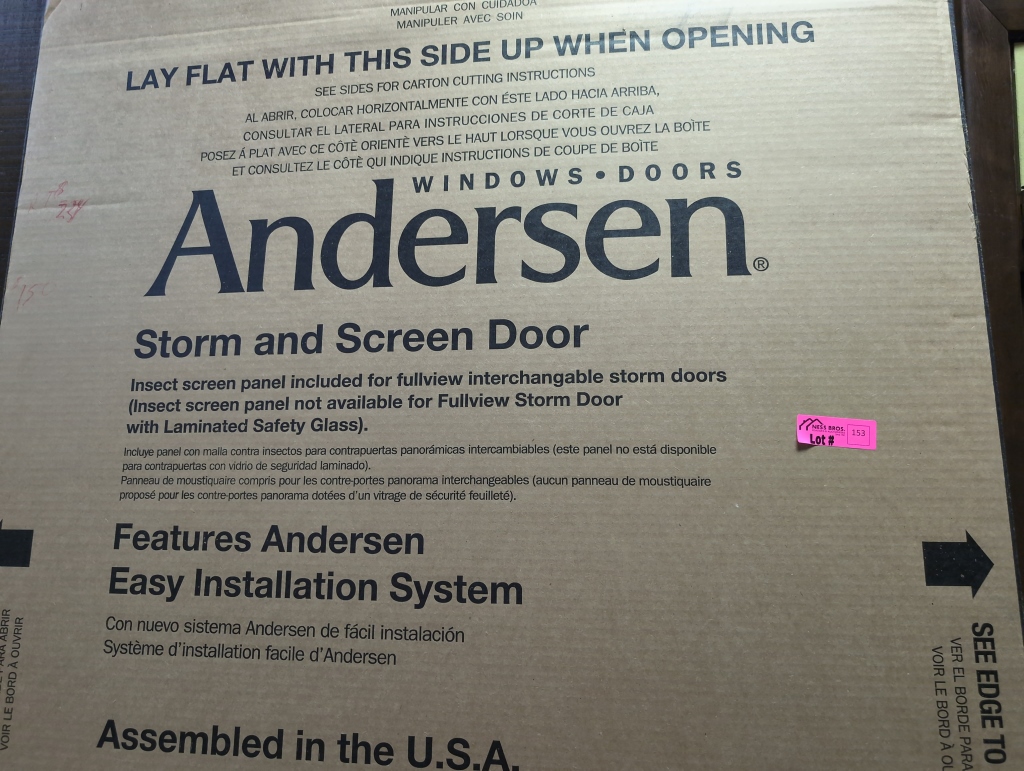 MANIPULAR CON CUIDADOA
MANIPULER AVEC SOIN
LAY FLAT WITH THIS SIDE UP WHEN OPENING
SEE SIDES FOR CARTON CUTTING INSTRUCTIONS
AL ABRIR, COLOCAR HORIZONTALMENTE CON ÉSTE LADO HACIA ARRIBA,
CONSULTAR EL LATERAL PARA INSTRUCCIONES DE CORTE DE CAJA
POSEZ Á PLAT AVEC CE CÔTÈ ORIENTÈ VERS LE HAUT LORSQUE VOUS OUVREZ LA BOÌTE
ET CONSULTEZ LE CÔTÈ QUI INDIQUE INSTRUCTIONS DE COUPE DE BOÌTE
WINDOWS • DOORS
Andersen®
Storm and Screen Door
Insect screen panel included for fullview interchangable storm doors
(Insect screen panel not available for Fullview Storm Door
with Laminated Safety Glass).
Incluye panel con malla contra insectos para contrapuertas panorámicas intercambiables (este panel no está disponible
para contrapuertas con vidrio de seguridad laminado).
Panneau de moustiquaire compris pour les contre-portes panorama interchangeables (aucun panneau de moustiquaire
proposé pour les contre-portes panorama dotées d'un vitrage de sécurité feuilleté).
NESS BROS.
Lot # 153
Features Andersen
Easy Installation System
Con nuevo sistema Andersen de fácil instalación
Système d'installation facile d'Andersen
Assembled in the U.S.A.
PARA ABRIR
VOIR LE BORD À OUVRIR
SEE EDGE TO
VER EL BORDE PARA
VOIR LE BORD À